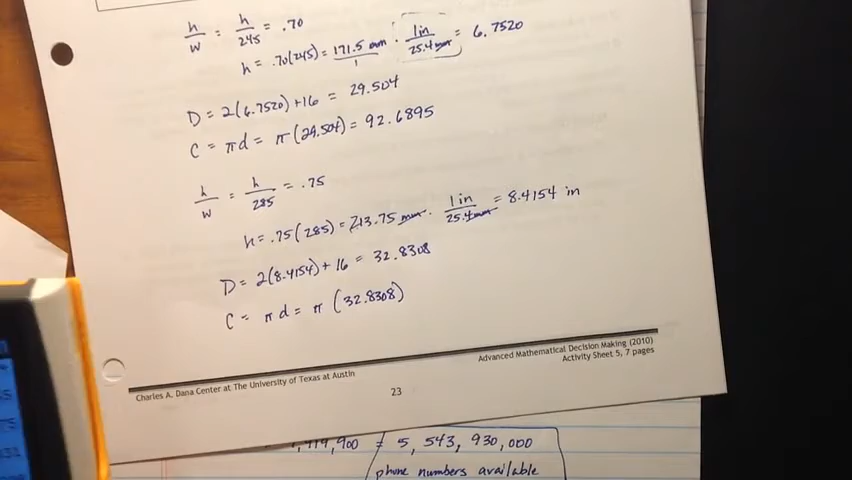 h/w = h/245 = .70
h = .70(245) = 171.5 mm/1 · 1in/25.4mm = 6.7520
D = 2(6.7520)+16 = 29.504
C = πd = π(29.504) = 92.6895
h/w = h/285 = .75
h = .75(285) = 213.75 mm · 1in/25.4mm = 8.4154 in
D = 2(8.4154)+16 = 32.8308
C = πd = π(32.8308)
Charles A. Dana Center at The University of Texas at Austin
23
Advanced Mathematical Decision Making (2010)
Activity Sheet 5, 7 pages
= 5,543,930,000
phone numbers available